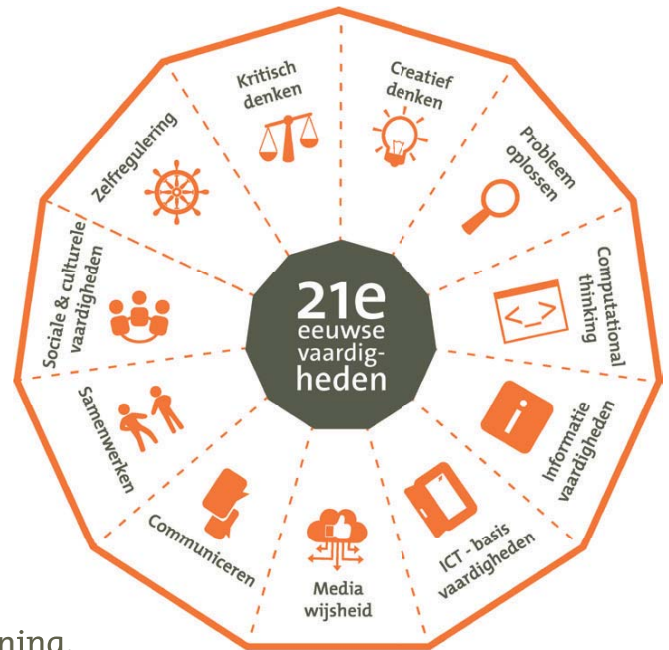 Kritisch
denken
Creatief
denken
Probleem
oplossen
Computational
thinking
Informatie
vaardigheden
ICT - basis
vaardigheden
Media
wijsheid
Communiceren
Samenwerken
Sociale & culturele
vaardigheden
Zelfregulering
21e
eeuwse
vaardig-
heden
< _ >
i
ning.